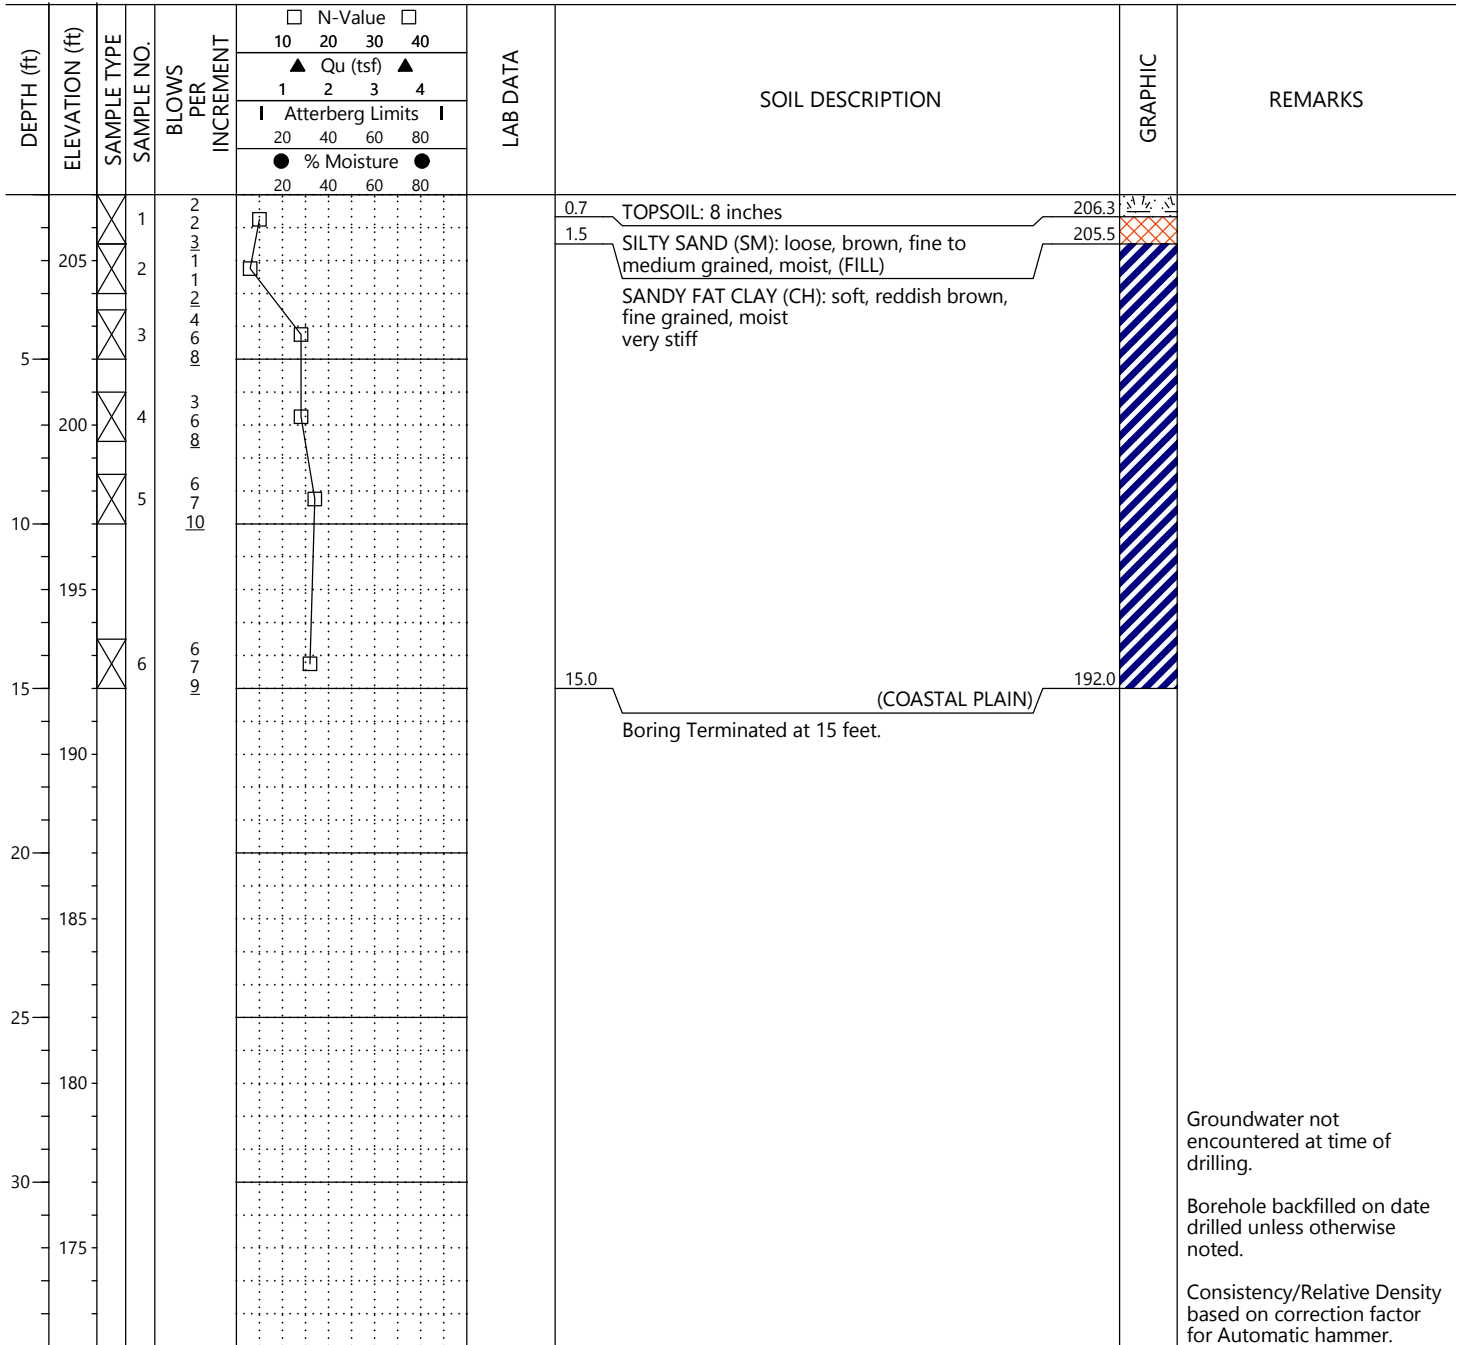 DEPTH (ft)
ELEVATION (ft)
SAMPLE TYPE
SAMPLE NO.
BLOWS
PER
INCREMENT
N-Value
10 20 30 40
Qu (tsf)
1 2 3 4
Atterberg Limits
20 40 60 80
% Moisture
20 40 60 80
LAB DATA
SOIL DESCRIPTION
GRAPHIC
REMARKS
1
2
2
3
0.7 TOPSOIL: 8 inches 206.3
1.5 SILTY SAND (SM): loose, brown, fine to 205.5
medium grained, moist, (FILL)
205
2
1
1
2
SANDY FAT CLAY (CH): soft, reddish brown,
fine grained, moist
very stiff
3
4
6
8
5
200
4
3
6
8
5
6
7
10
10
195
6
6
7
9
15
15.0 192.0
(COASTAL PLAIN)
Boring Terminated at 15 feet.
190
20
185
25
180
30
175
Groundwater not
encountered at time of
drilling.
Borehole backfilled on date
drilled unless otherwise
noted.
Consistency/Relative Density
based on correction factor
for Automatic hammer.